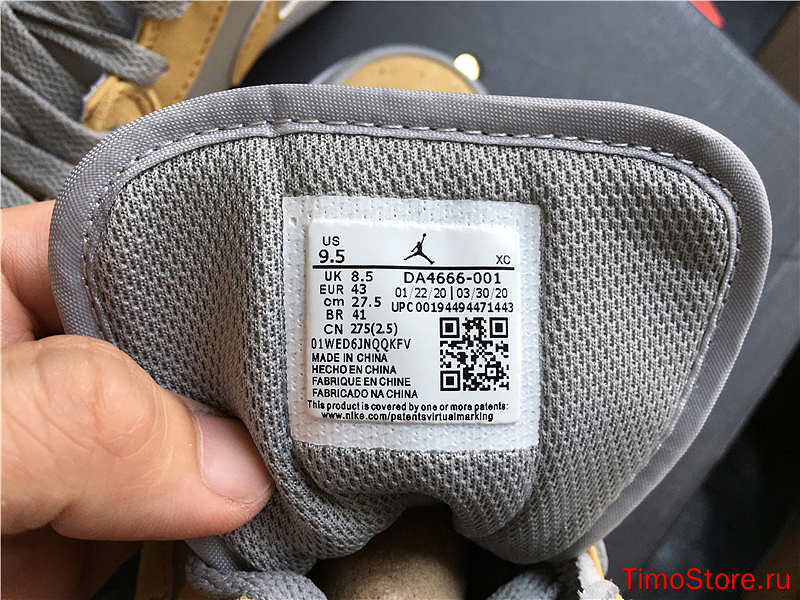 US
9.5
XC
UK 8.5
EUR 43
cm 27.5
BR 41
CN 275(2.5)
DA4666-001
01/22/20 | 03/30/20
UPC 00194494471443
01WED6JNQQKFV
MADE IN CHINA
HECHO EN CHINA
FABRIQUE EN CHINE
FABRICADO NA CHINA
This product is covered by one or more patents:
www.nike.com/patentsvirtualmarking
TimoStore.ru